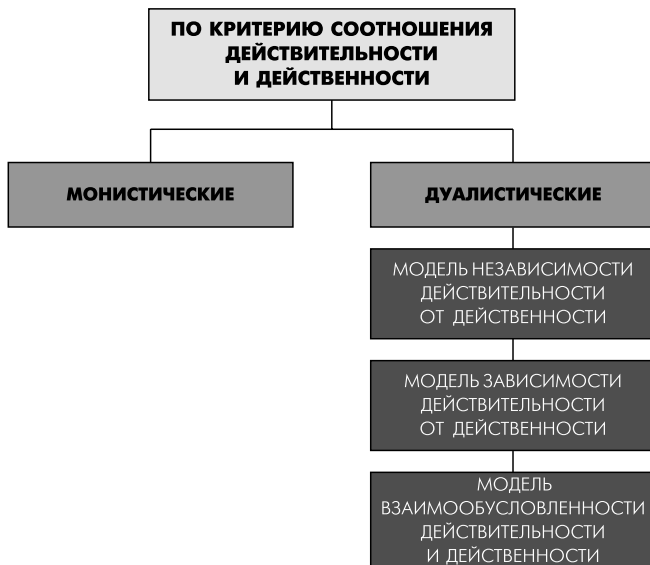 ПО КРИТЕРИЮ СООТНОШЕНИЯ
ДЕЙСТВИТЕЛЬНОСТИ
И ДЕЙСТВЕННОСТИ
МОНИСТИЧЕСКИЕ
ДУАЛИСТИЧЕСКИЕ
МОДЕЛЬ НЕЗАВИСИМОСТИ
ДЕЙСТВИТЕЛЬНОСТИ
ОТ ДЕЙСТВЕННОСТИ
МОДЕЛЬ ЗАВИСИМОСТИ
ДЕЙСТВИТЕЛЬНОСТИ
ОТ ДЕЙСТВЕННОСТИ
МОДЕЛЬ
ВЗАИМООБУСЛОВЛЕННОСТИ
ДЕЙСТВИТЕЛЬНОСТИ
И ДЕЙСТВЕННОСТИ